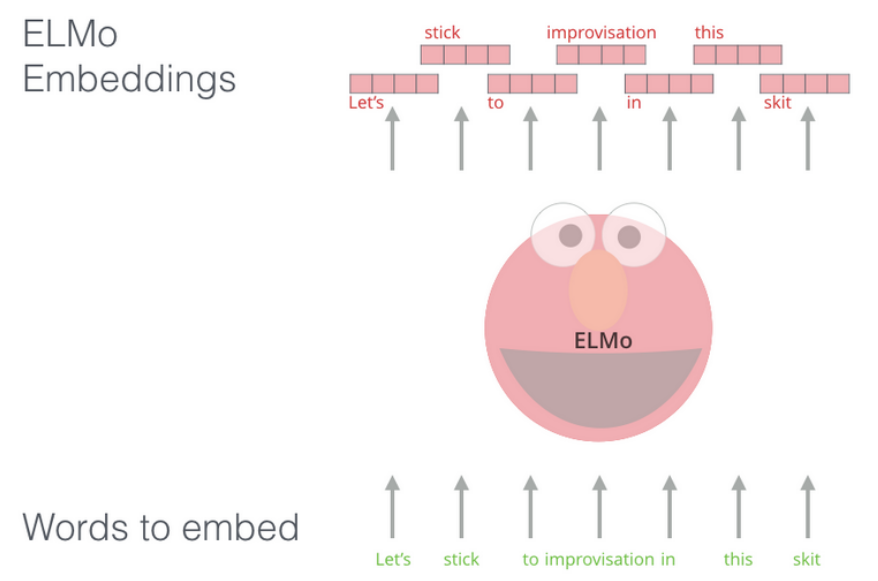 ELMo
Embeddings
stick improvisation this
Let's to in skit
ELMo
Words to embed
Let's stick to improvisation in this skit